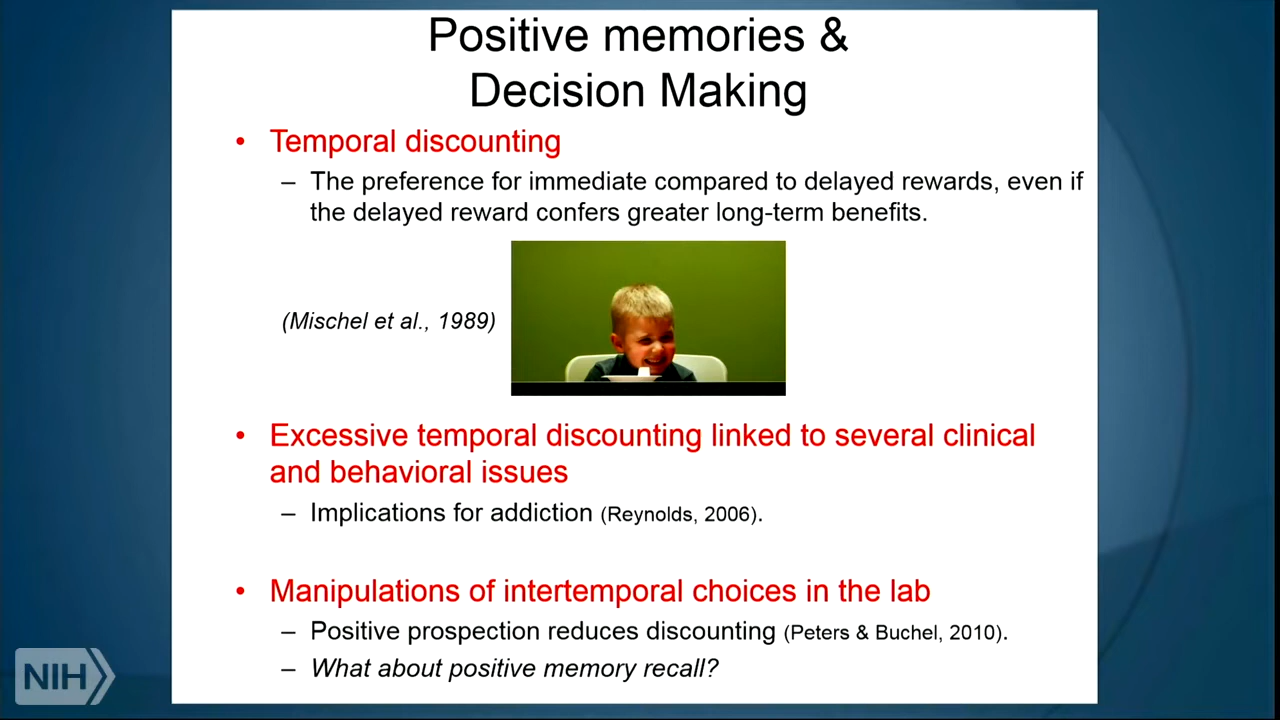 Positive memories &
Decision Making
• Temporal discounting
– The preference for immediate compared to delayed rewards, even if
the delayed reward confers greater long-term benefits.
(Mischel et al., 1989)
• Excessive temporal discounting linked to several clinical
and behavioral issues
– Implications for addiction (Reynolds, 2006).
• Manipulations of intertemporal choices in the lab
– Positive prospection reduces discounting (Peters & Buchel, 2010).
– What about positive memory recall?
NIH